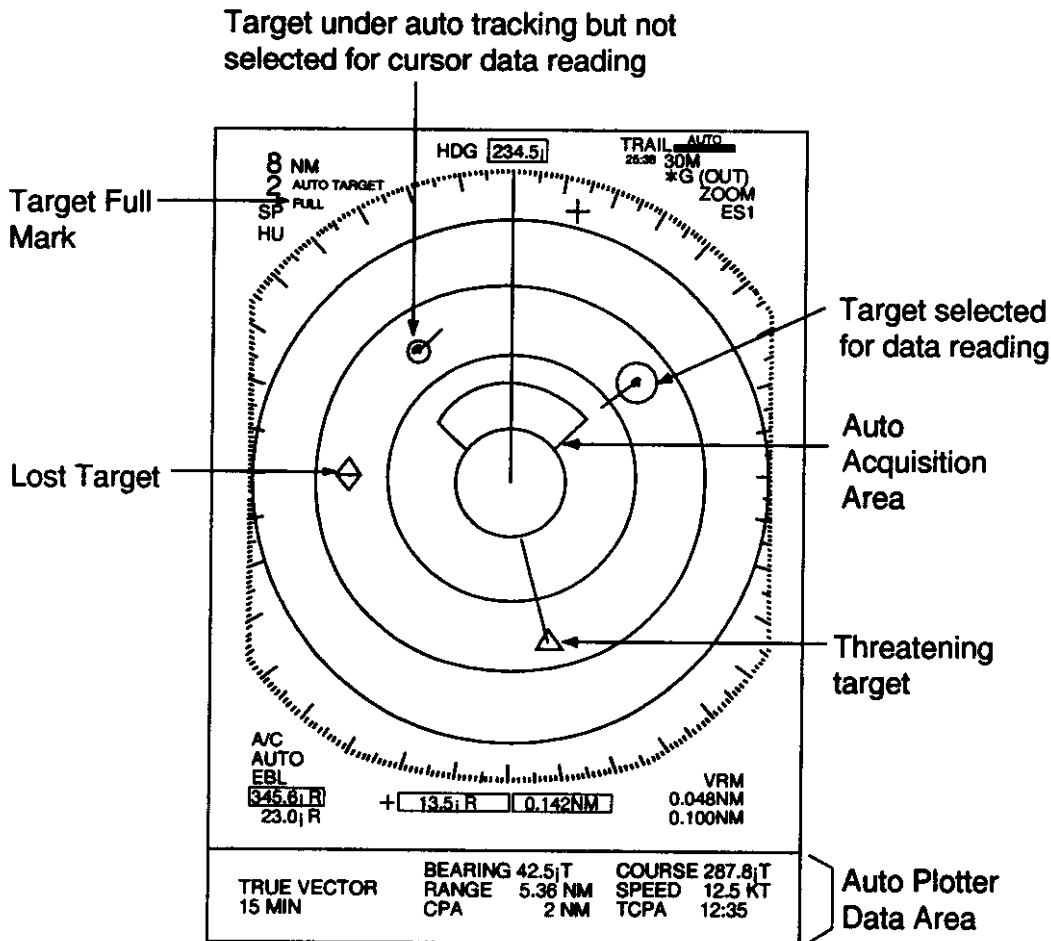 Target under auto tracking but not
selected for cursor data reading
8 NM
2 AUTO TARGET
SP FULL
HU
HDG 234.5¡
TRAIL AUTO
25:38 30M
*G (OUT)
ZOOM
ES1
Target Full
Mark
Target selected
for data reading
Auto
Acquisition
Area
Lost Target
Threatening
target
A/C
AUTO
EBL
345.6¡ R
23.0¡ R
+ 13.5¡ R 0.142NM
VRM
0.048NM
0.100NM
TRUE VECTOR
15 MIN
BEARING 42.5¡T COURSE 287.8¡T
RANGE 5.36 NM SPEED 12.5 KT
CPA 2 NM TCPA 12:35
Auto Plotter
Data Area